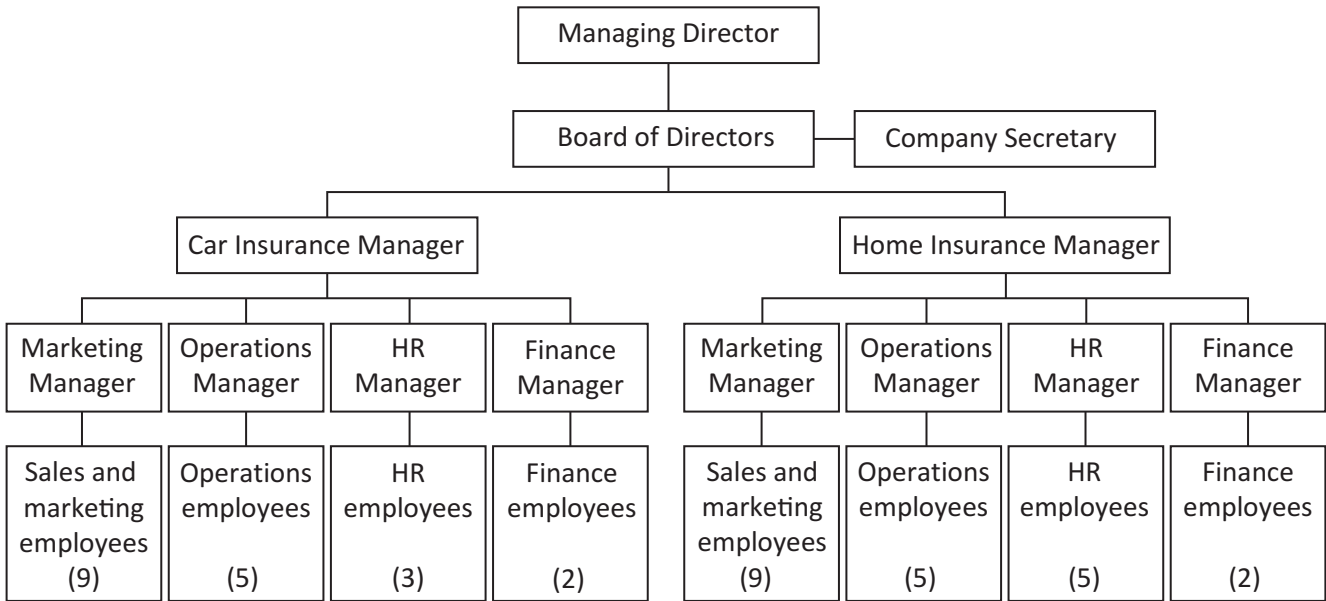 Managing Director
Board of Directors
Company Secretary
Car Insurance Manager
Home Insurance Manager
Marketing
Manager
Operations
Manager
HR
Manager
Finance
Manager
Marketing
Manager
Operations
Manager
HR
Manager
Finance
Manager
Sales and
marketing
employees
(9)
Operations
employees
(5)
HR
employees
(3)
Finance
employees
(2)
Sales and
marketing
employees
(9)
Operations
employees
(5)
HR
employees
(5)
Finance
employees
(2)